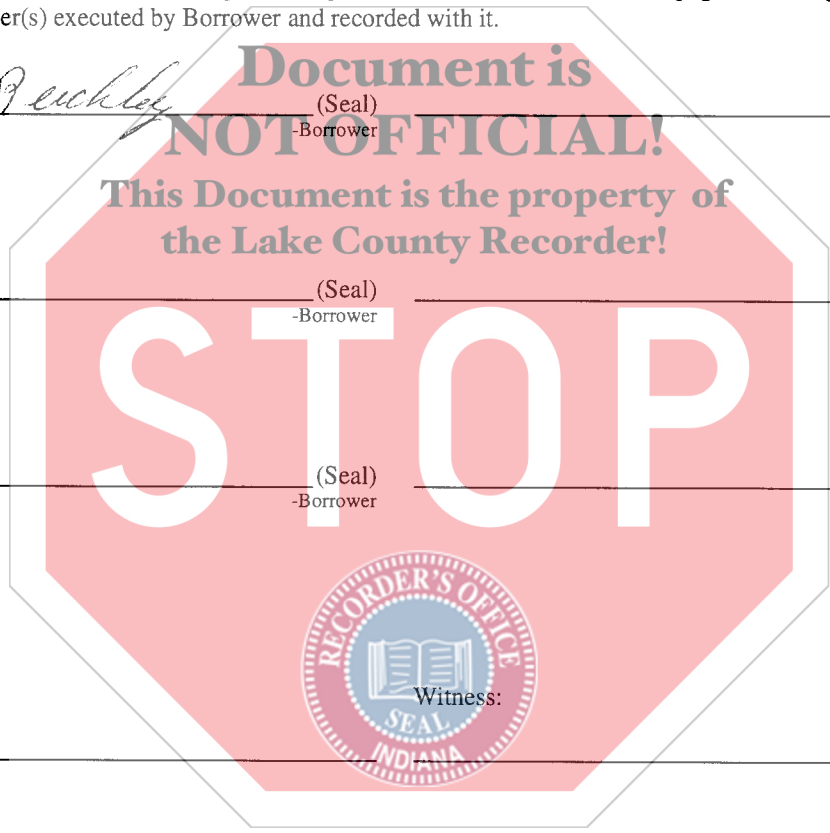 er(s) executed by Borrower and recorded with it.
Document is
Reichley (Seal)
-Borrower
NOT OFFICIAL!
This Document is the property of
the Lake County Recorder!
(Seal)
-Borrower
STOP
(Seal)
-Borrower
RECORDER'S OFFICE
Witness:
SEAL
INDIANA